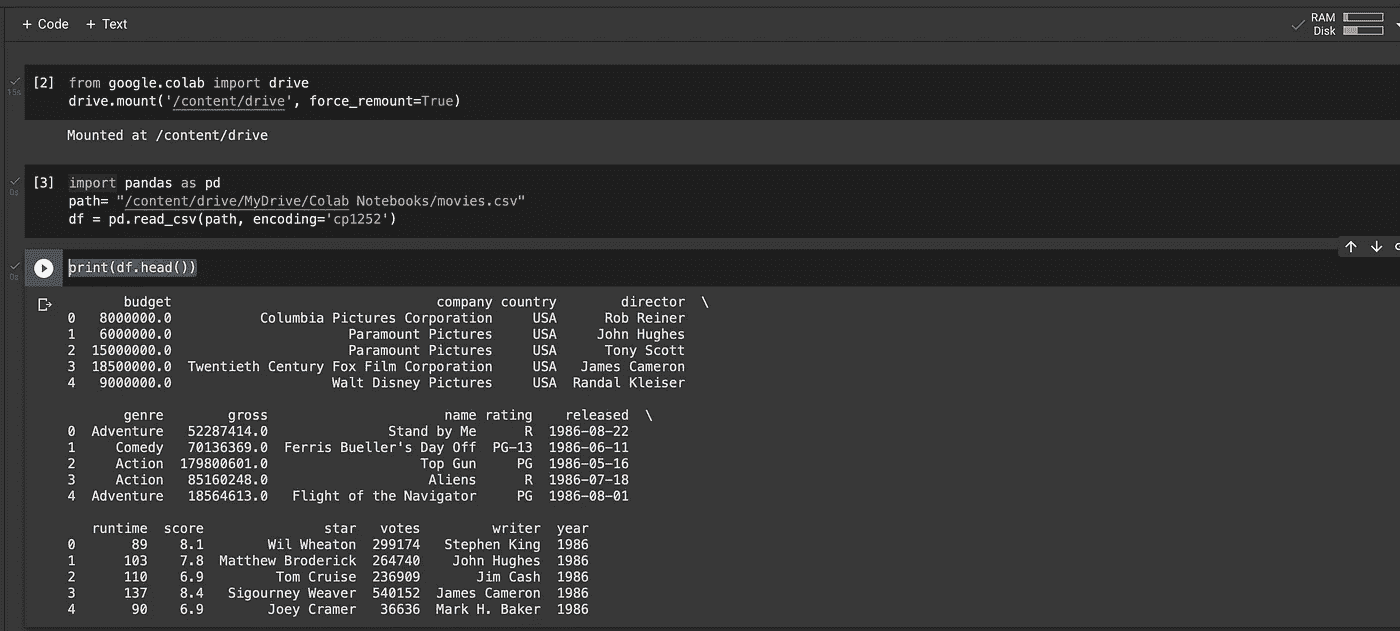 + Code + Text
RAM
Disk
15s
[2] from google.colab import drive
drive.mount('/content/drive', force_remount=True)
Mounted at /content/drive
0s
[3] import pandas as pd
path= "/content/drive/MyDrive/Colab Notebooks/movies.csv"
df = pd.read_csv(path, encoding='cp1252')
0s
print(df.head())
budget company country director \
0 8000000.0 Columbia Pictures Corporation USA Rob Reiner
1 6000000.0 Paramount Pictures USA John Hughes
2 15000000.0 Paramount Pictures USA Tony Scott
3 18500000.0 Twentieth Century Fox Film Corporation USA James Cameron
4 9000000.0 Walt Disney Pictures USA Randal Kleiser
genre gross name rating released \
0 Adventure 52287414.0 Stand by Me R 1986-08-22
1 Comedy 70136369.0 Ferris Bueller's Day Off PG-13 1986-06-11
2 Action 179800601.0 Top Gun PG 1986-05-16
3 Action 85160248.0 Aliens R 1986-07-18
4 Adventure 18564613.0 Flight of the Navigator PG 1986-08-01
runtime score star votes writer year
0 89 8.1 Wil Wheaton 299174 Stephen King 1986
1 103 7.8 Matthew Broderick 264740 John Hughes 1986
2 110 6.9 Tom Cruise 236909 Jim Cash 1986
3 137 8.4 Sigourney Weaver 540152 James Cameron 1986
4 90 6.9 Joey Cramer 36636 Mark H. Baker 1986